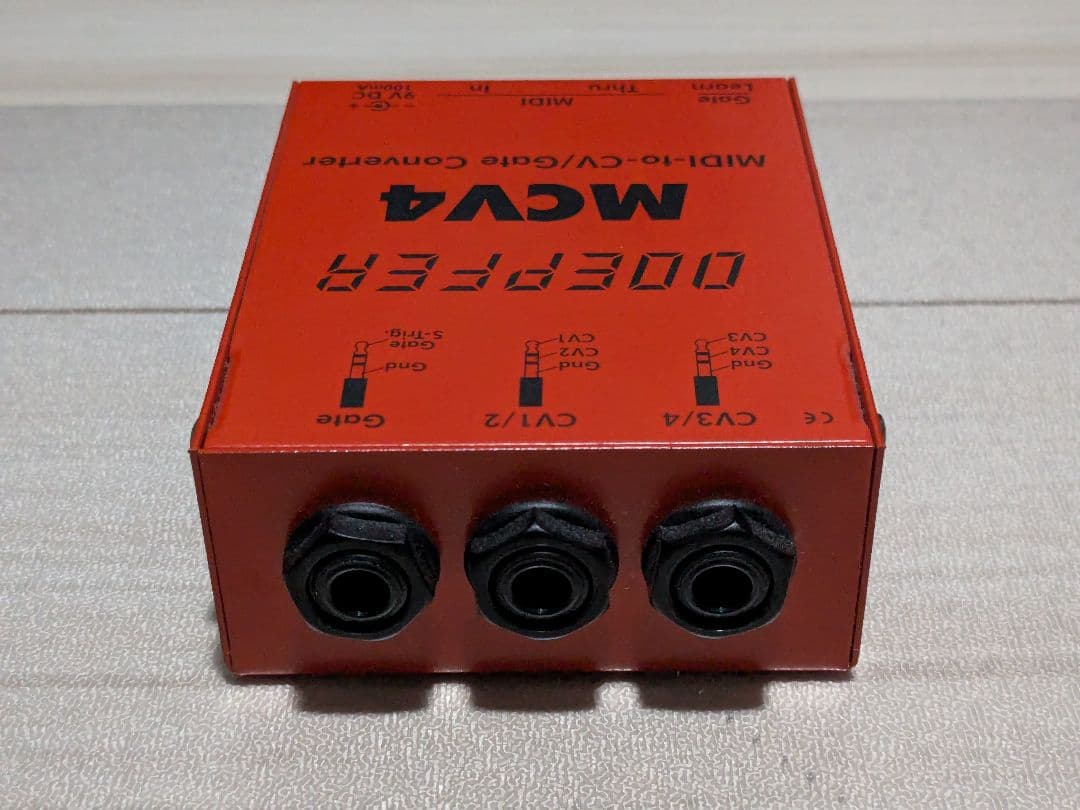 CE
CV3/4
Gnd
CV4
CV3
CV1/2
Gnd
CV2
CV1
Gate
Gnd
Gate
S-Trig.
DOEPFER
MCV4
MIDI-to-CV/Gate Converter
Gate
Learn
MIDI
Thru In
9V DC
100mA